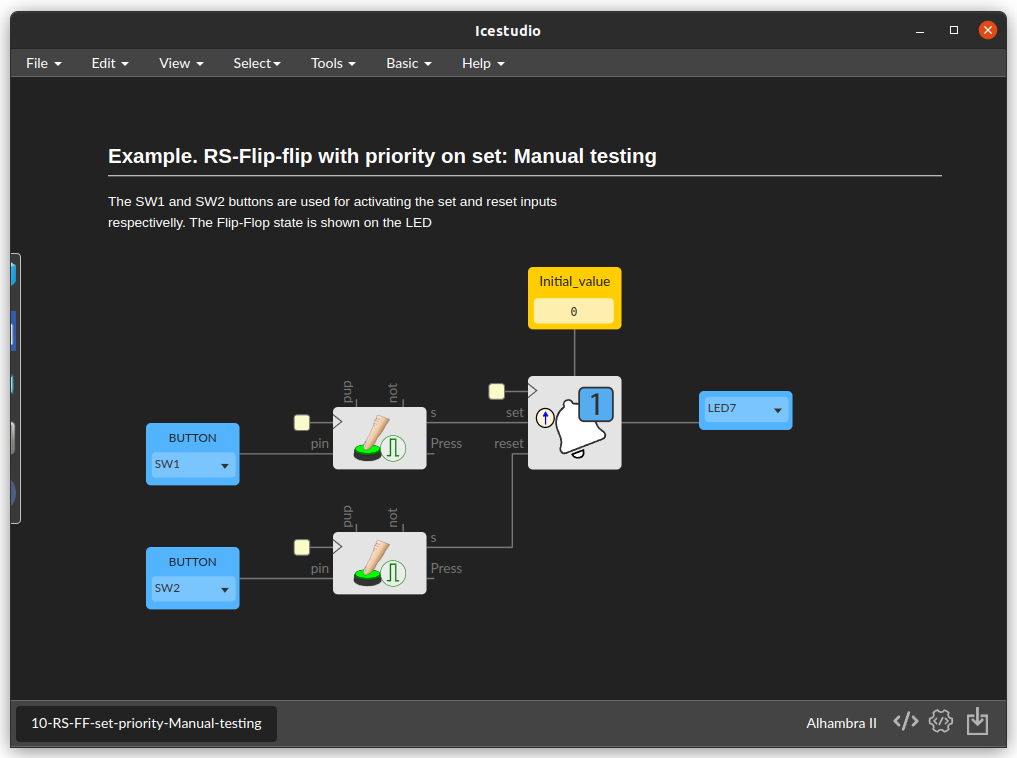 Icestudio
File Edit View Select Tools Basic Help
Example. RS-Flip-flip with priority on set: Manual testing
The SW1 and SW2 buttons are used for activating the set and reset inputs
respectivelly. The Flip-Flop state is shown on the LED
Initial_value
0
pup not
s
set
1
LED7
BUTTON
SW1
pin
Press
reset
pup not
s
BUTTON
SW2
pin
Press
10-RS-FF-set-priority-Manual-testing
Alhambra II </>